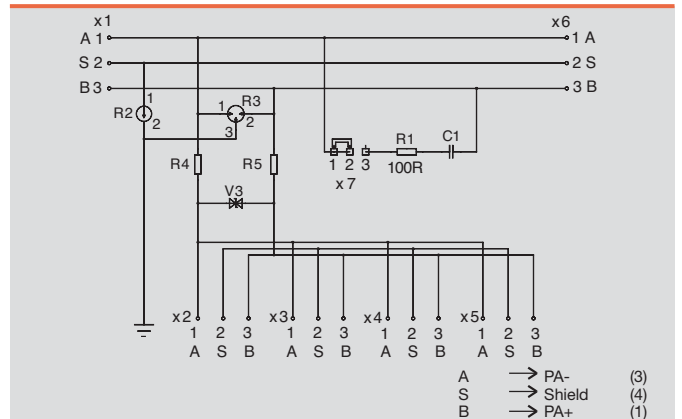 x1 x6
A 1 1 A
S 2 2 S
B 3 3 B
R2 1 2
1 R3 2 3
R1 C1
1 2 3 100R
x7
R4 R5
V3
x2 x3 x4 x5
1 2 3 1 2 3 1 2 3 1 2 3
A S B A S B A S B A S B
A → PA- (3)
S → Shield (4)
B → PA+ (1)